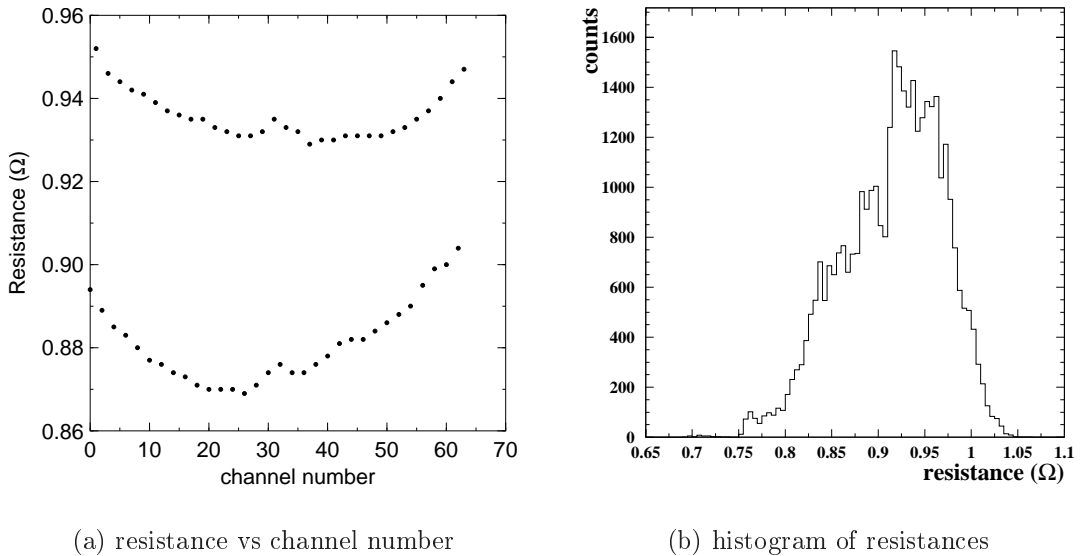 0.96
0.94
0.92
0.90
0.88
0.86
Resistance (Ω)
0 10 20 30 40 50 60 70
channel number
counts
1600
1400
1200
1000
800
600
400
200
0
0.65 0.7 0.75 0.8 0.85 0.9 0.95 1 1.05 1.1
resistance (Ω)
(a) resistance vs channel number
(b) histogram of resistances